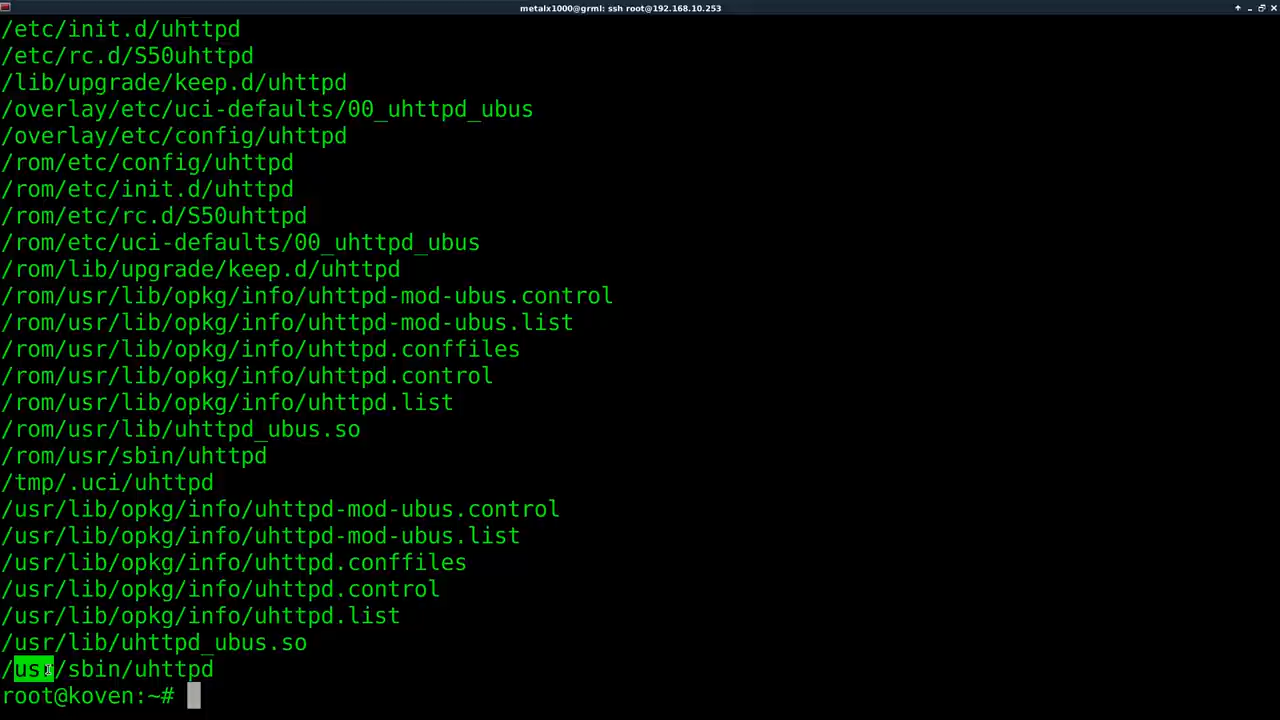 metalx1000@grml: ssh root@192.168.10.253
/etc/init.d/uhttpd
/etc/rc.d/S50uhttpd
/lib/upgrade/keep.d/uhttpd
/overlay/etc/uci-defaults/00_uhttpd_ubus
/overlay/etc/config/uhttpd
/rom/etc/config/uhttpd
/rom/etc/init.d/uhttpd
/rom/etc/rc.d/S50uhttpd
/rom/etc/uci-defaults/00_uhttpd_ubus
/rom/lib/upgrade/keep.d/uhttpd
/rom/usr/lib/opkg/info/uhttpd-mod-ubus.control
/rom/usr/lib/opkg/info/uhttpd-mod-ubus.list
/rom/usr/lib/opkg/info/uhttpd.conffiles
/rom/usr/lib/opkg/info/uhttpd.control
/rom/usr/lib/opkg/info/uhttpd.list
/rom/usr/lib/uhttpd_ubus.so
/rom/usr/sbin/uhttpd
/tmp/.uci/uhttpd
/usr/lib/opkg/info/uhttpd-mod-ubus.control
/usr/lib/opkg/info/uhttpd-mod-ubus.list
/usr/lib/opkg/info/uhttpd.conffiles
/usr/lib/opkg/info/uhttpd.control
/usr/lib/opkg/info/uhttpd.list
/usr/lib/uhttpd_ubus.so
/usr/sbin/uhttpd
root@koven:~#